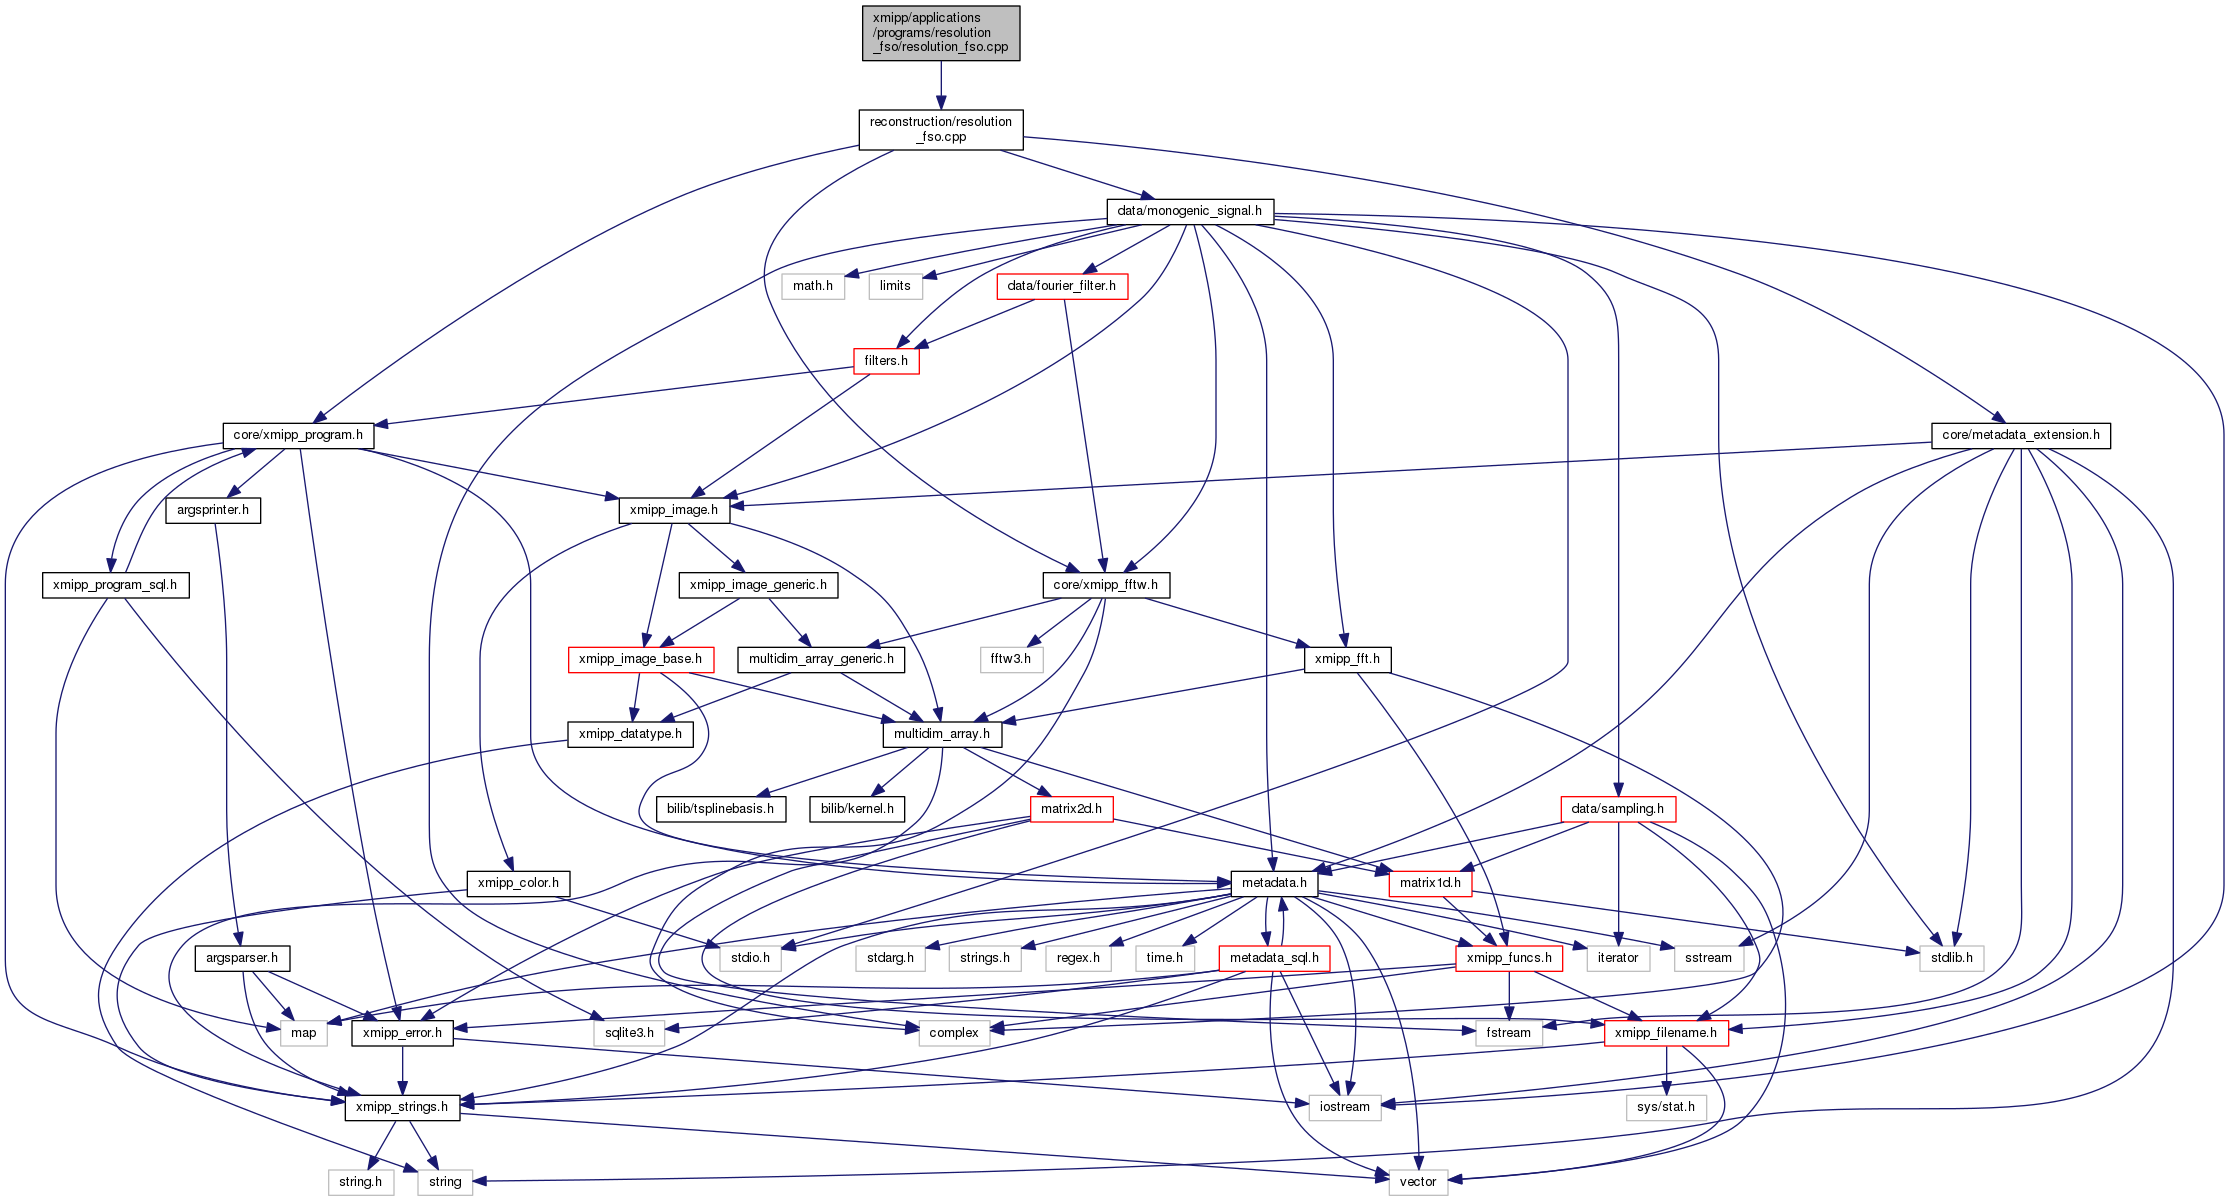 xmipp/applications
/programs/resolution
_fso/resolution_fso.cpp
reconstruction/resolution
_fso.cpp
data/monogenic_signal.h
math.h
limits
data/fourier_filter.h
filters.h
core/xmipp_program.h
core/metadata_extension.h
argsprinter.h
xmipp_image.h
xmipp_program_sql.h
xmipp_image_generic.h
core/xmipp_fftw.h
xmipp_image_base.h
multidim_array_generic.h
fftw3.h
xmipp_fft.h
xmipp_datatype.h
multidim_array.h
bilib/tsplinebasis.h
bilib/kernel.h
matrix2d.h
data/sampling.h
xmipp_color.h
metadata.h
matrix1d.h
argsparser.h
stdio.h
stdarg.h
strings.h
regex.h
time.h
metadata_sql.h
xmipp_funcs.h
iterator
sstream
stdlib.h
map
xmipp_error.h
sqlite3.h
complex
fstream
xmipp_filename.h
xmipp_strings.h
iostream
sys/stat.h
string.h
string
vector